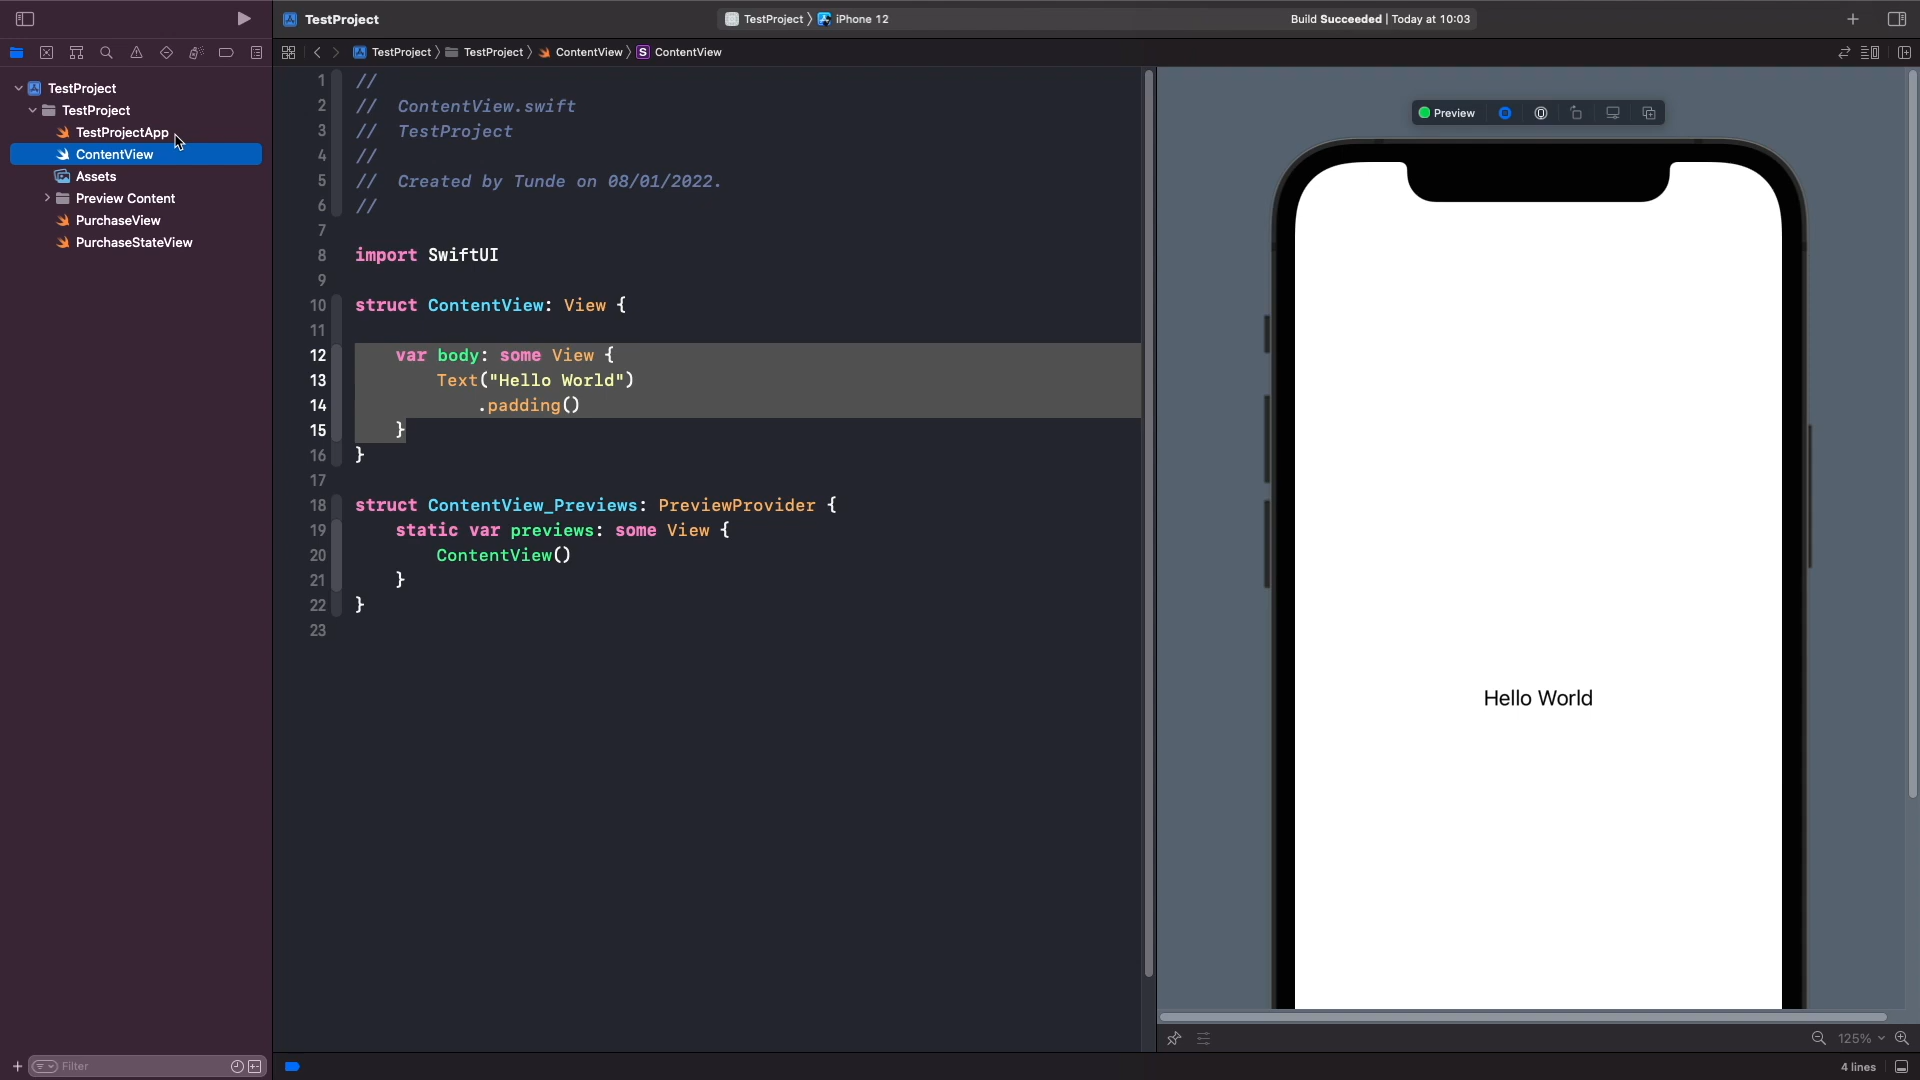 TestProject
TestProject 〉 iPhone 12
Build Succeeded | Today at 10:03
TestProject 〉 TestProject 〉 ContentView 〉 S ContentView
TestProject
TestProject
TestProjectApp
ContentView
Assets
Preview Content
PurchaseView
PurchaseStateView
1 //
2 //  ContentView.swift
3 //  TestProject
4 //
5 //  Created by Tunde on 08/01/2022.
6 //
7
8 import SwiftUI
9
10 struct ContentView: View {
11
12     var body: some View {
13         Text("Hello World")
14             .padding()
15     }
16 }
17
18 struct ContentView_Previews: PreviewProvider {
19     static var previews: some View {
20         ContentView()
21     }
22 }
23
Preview
Hello World
125%
Filter
4 lines